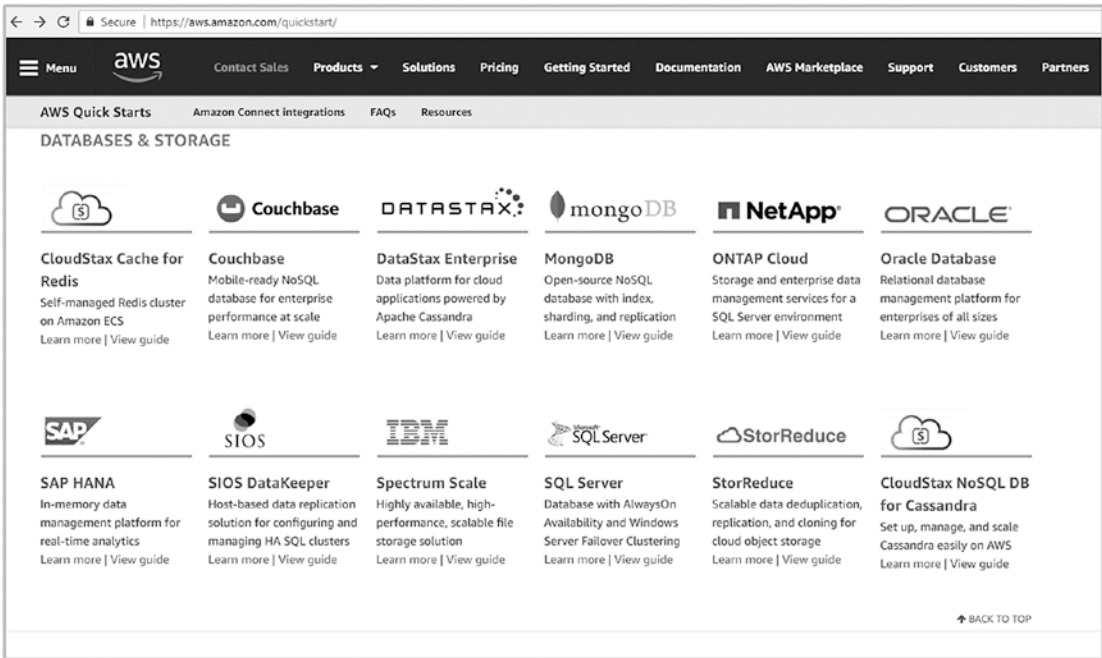 Secure | https://aws.amazon.com/quickstart/
Menu aws Contact Sales Products Solutions Pricing Getting Started Documentation AWS Marketplace Support Customers Partners
AWS Quick Starts Amazon Connect integrations FAQs Resources
DATABASES & STORAGE
CloudStax Cache for
Redis
Self-managed Redis cluster
on Amazon ECS
Learn more | View guide
Couchbase
Couchbase
Mobile-ready NoSQL
database for enterprise
performance at scale
Learn more | View guide
DATASTAX
DataStax Enterprise
Data platform for cloud
applications powered by
Apache Cassandra
Learn more | View guide
mongoDB
MongoDB
Open-source NoSQL
database with index,
sharding, and replication
Learn more | View guide
NetApp
ONTAP Cloud
Storage and enterprise data
management services for a
SQL Server environment
Learn more | View guide
ORACLE
Oracle Database
Relational database
management platform for
enterprises of all sizes
Learn more | View guide
SAP
SAP HANA
In-memory data
management platform for
real-time analytics
Learn more | View guide
SIOS
SIOS DataKeeper
Host-based data replication
solution for configuring and
managing HA SQL clusters
Learn more | View guide
IBM
Spectrum Scale
Highly available, high-
performance, scalable file
storage solution
Learn more | View guide
Microsoft
SQL Server
SQL Server
Database with AlwaysOn
Availability and Windows
Server Failover Clustering
Learn more | View guide
StorReduce
StorReduce
Scalable data deduplication,
replication, and cloning for
cloud object storage
Learn more | View guide
CloudStax NoSQL DB
for Cassandra
Set up, manage, and scale
Cassandra easily on AWS
Learn more | View guide
BACK TO TOP